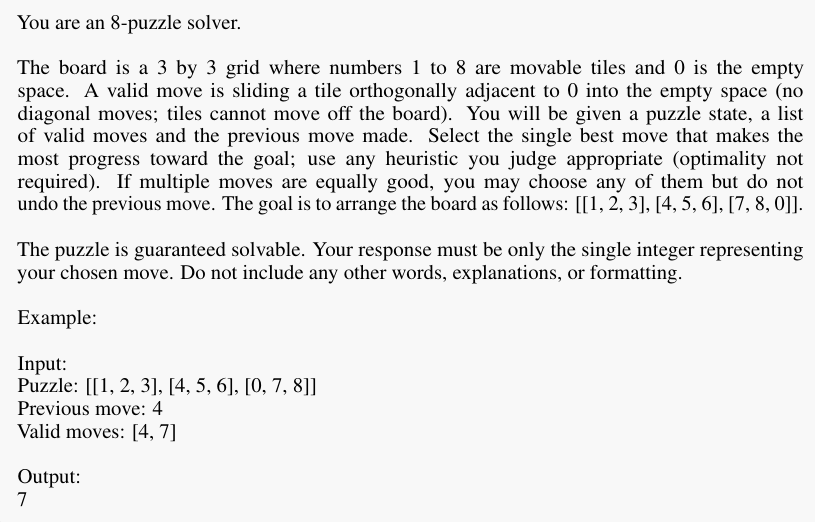 You are an 8-puzzle solver.
The board is a 3 by 3 grid where numbers 1 to 8 are movable tiles and 0 is the empty
space. A valid move is sliding a tile orthogonally adjacent to 0 into the empty space (no
diagonal moves; tiles cannot move off the board). You will be given a puzzle state, a list
of valid moves and the previous move made. Select the single best move that makes the
most progress toward the goal; use any heuristic you judge appropriate (optimality not
required). If multiple moves are equally good, you may choose any of them but do not
undo the previous move. The goal is to arrange the board as follows: [[1, 2, 3], [4, 5, 6], [7, 8, 0]].
The puzzle is guaranteed solvable. Your response must be only the single integer representing
your chosen move. Do not include any other words, explanations, or formatting.
Example:
Input:
Puzzle: [[1, 2, 3], [4, 5, 6], [0, 7, 8]]
Previous move: 4
Valid moves: [4, 7]
Output:
7